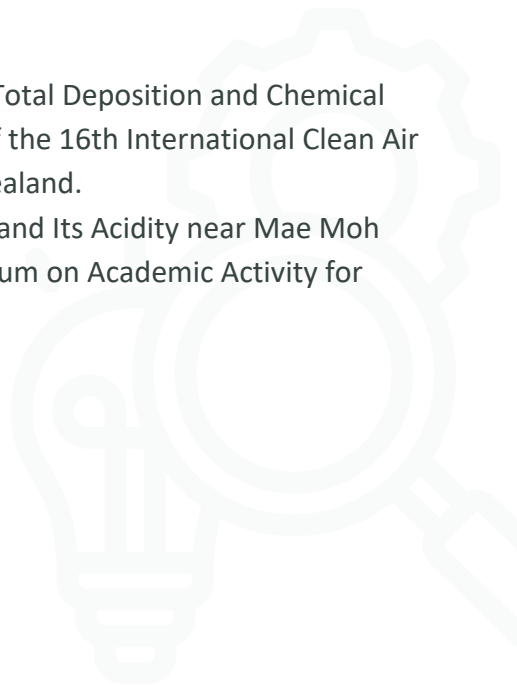 Total Deposition and Chemical
the 16th International Clean Air
ealand.
and Its Acidity near Mae Moh
um on Academic Activity for